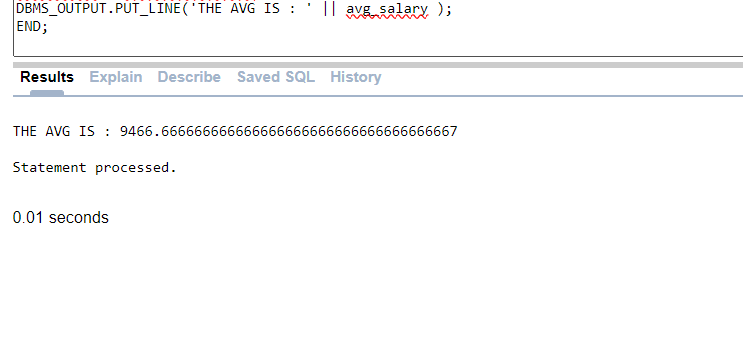 DBMS_OUTPUT.PUT_LINE('THE AVG IS : ' || avg_salary );
END;
Results Explain Describe Saved SQL History
THE AVG IS : 9466.66666666666666666666666666666666667
Statement processed.
0.01 seconds